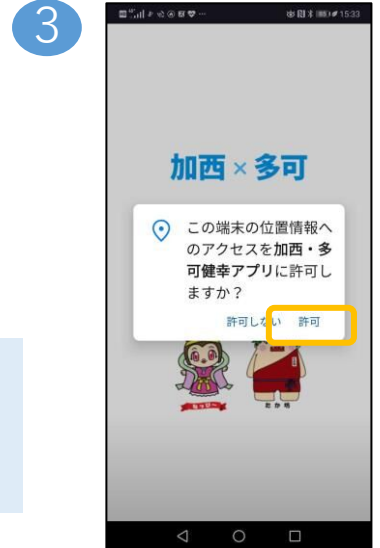 3
15:33
加西×多可
この端末の位置情報へ
のアクセスを加西・多
可健幸アプリに許可し
ますか？
許可しない 許可